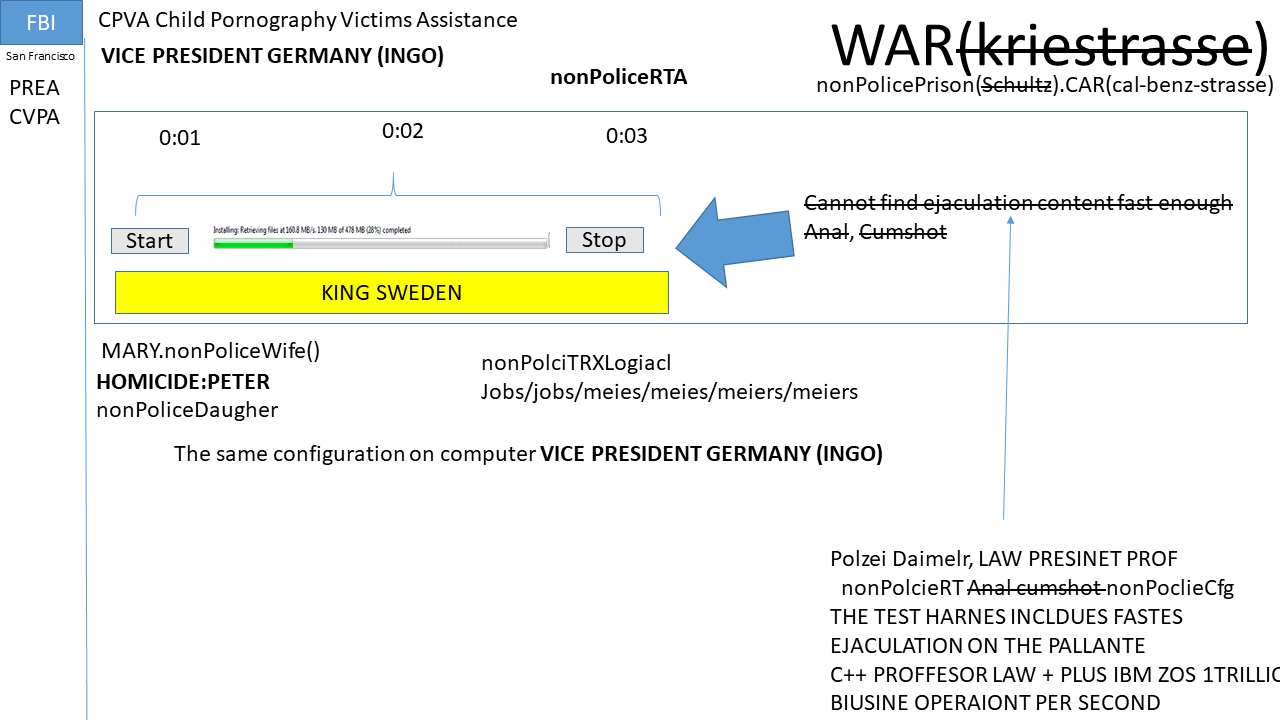 FBI
CPVA Child Pornography Victims Assistance
San Francisco
VICE PRESIDENT GERMANY (INGO)
WAR(kriestrasse)
PREA
CVPA
nonPoliceRTA
nonPolicePrison(Schultz).CAR(cal-benz-strasse)
0:01
0:02
0:03
Cannot find ejaculation content fast enough
Anal, Cumshot
Start
Installing: Retrieving files at 160.8 MB/s. 130 MB of 478 MB (28%) completed
Stop
KING SWEDEN
MARY.nonPoliceWife()
HOMICIDE:PETER
nonPoliceDaugher
nonPolciTRXLogiacl
Jobs/jobs/meies/meies/meiers/meiers
The same configuration on computer VICE PRESIDENT GERMANY (INGO)
Polzei Daimelr, LAW PRESINET PROF
nonPolcieRT Anal cumshot nonPoclieCfg
THE TEST HARNES INCLDUES FASTES
EJACULATION ON THE PALLANTE
C++ PROFFESOR LAW + PLUS IBM ZOS 1TRILLIO
BIUSINE OPERAIONT PER SECOND